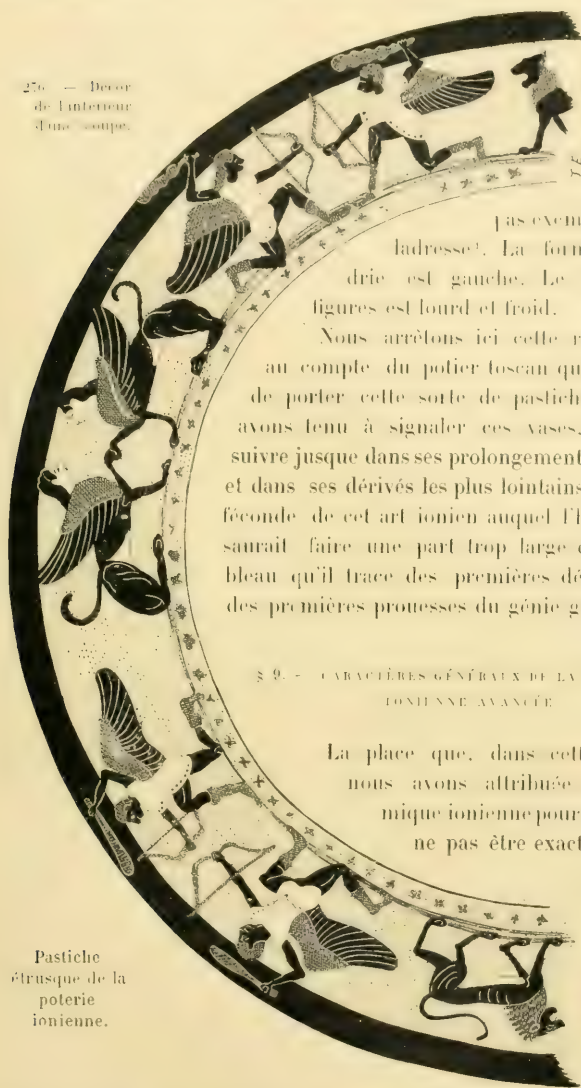 276 — Décor
de l'intérieur
d'une coupe.
pas exem
ladresse¹. La form
drie est gauche. Le
figures est lourd et froid.
Nous arrêtons ici cette r
au compte du potier toscan qu
de porter cette sorte de pastich
avons tenu à signaler ces vases,
suivre jusque dans ses prolongement
et dans ses dérivés les plus lointains
féconde de cet art ionien auquel l'h
saurait faire une part trop large d
bleau qu'il trace des premières dé
des premières prouesses du génie g
§ 9. — CARACTÈRES GÉNÉRAUX DE LA
IONIENNE AVANCÉE
La place que, dans cett
nous avons attribuée
mique ionienne pour
ne pas être exact
Pastiche
étrusque de la
poterie
ionienne.